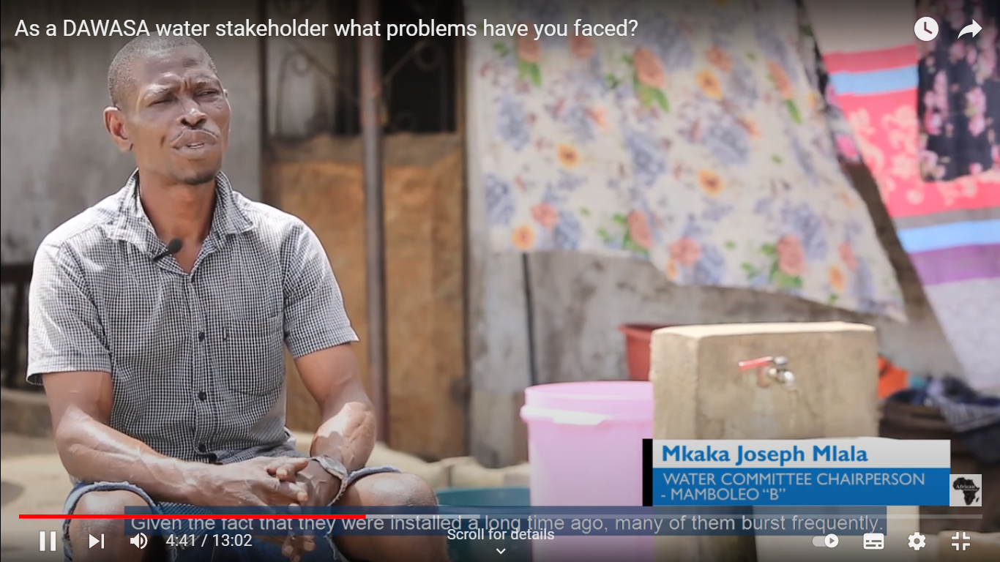 As a DAWASA water stakeholder what problems have you faced?
Mkaka Joseph Mlala
WATER COMMITTEE CHAIRPERSON
- MAMBOLEO “B”
African
Given the fact that they were installed a long time ago, many of them burst frequently.
Scroll for details
4:41 / 13:02